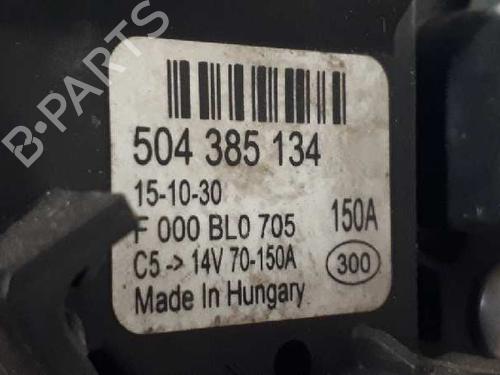 B-PARTS
504 385 134
15-10-30
F 000 BL0 705 150A
C5 -> 14V 70-150A 300
Made In Hungary